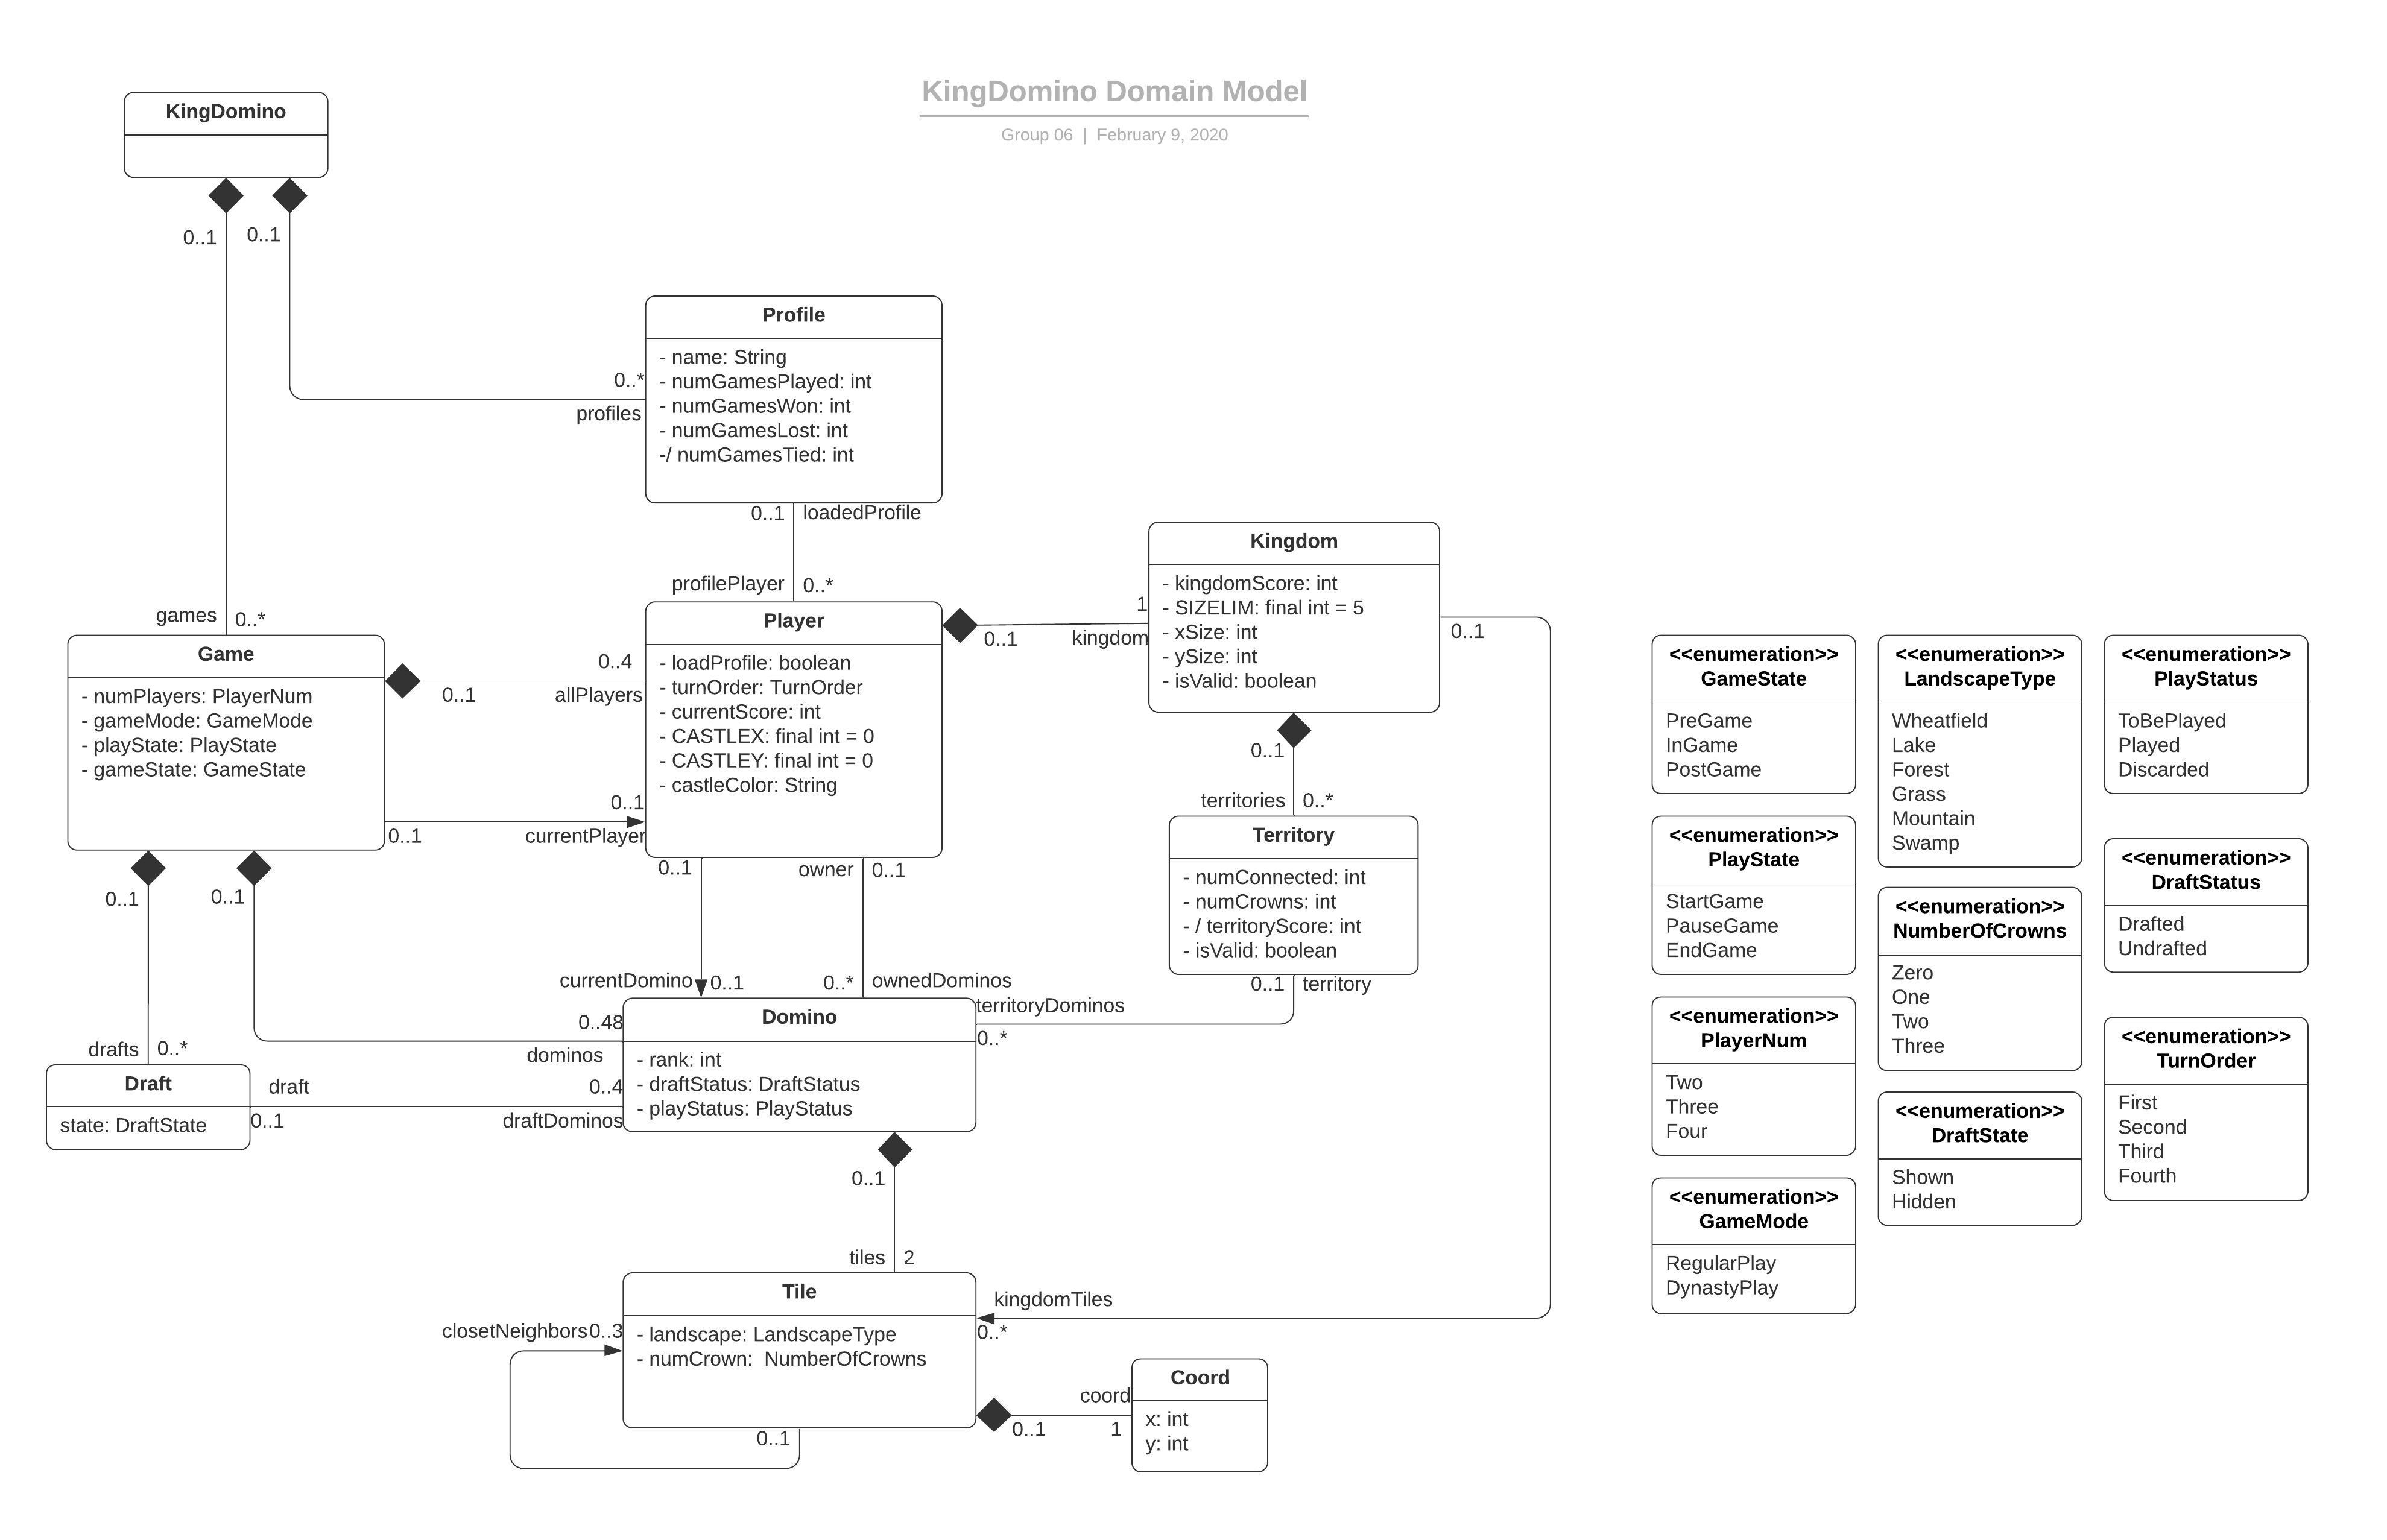 KingDomino Domain Model
Group 06 | February 9, 2020
KingDomino
0..1
0..1
Profile
- name: String
- numGamesPlayed: int
- numGamesWon: int
- numGamesLost: int
-/ numGamesTied: int
0..*
profiles
0..1
loadedProfile
profilePlayer
0..*
games
0..*
Game
- numPlayers: PlayerNum
- gameMode: GameMode
- playState: PlayState
- gameState: GameState
0..4
0..1
allPlayers
0..1
0..1
currentPlayer
Player
- loadProfile: boolean
- turnOrder: TurnOrder
- currentScore: int
- CASTLEX: final int = 0
- CASTLEY: final int = 0
- castleColor: String
1
0..1
kingdom
Kingdom
- kingdomScore: int
- SIZELIM: final int = 5
- xSize: int
- ySize: int
- isValid: boolean
0..1
0..1
territories
0..*
Territory
- numConnected: int
- numCrowns: int
- / territoryScore: int
- isValid: boolean
0..1
territory
0..1
owner
0..1
currentDomino
0..1
0..*
ownedDominos
territoryDominos
0..*
0..1
0..1
drafts
0..*
Draft
state: DraftState
draft
0..1
0..48
dominos
0..4
draftDominos
Domino
- rank: int
- draftStatus: DraftStatus
- playStatus: PlayStatus
0..1
tiles
2
Tile
- landscape: LandscapeType
- numCrown:  NumberOfCrowns
closetNeighbors
0..3
0..1
kingdomTiles
0..*
coord
0..1
1
Coord
x: int
y: int
<<enumeration>>
GameState
PreGame
InGame
PostGame
<<enumeration>>
PlayState
StartGame
PauseGame
EndGame
<<enumeration>>
PlayerNum
Two
Three
Four
<<enumeration>>
GameMode
RegularPlay
DynastyPlay
<<enumeration>>
LandscapeType
Wheatfield
Lake
Forest
Grass
Mountain
Swamp
<<enumeration>>
NumberOfCrowns
Zero
One
Two
Three
<<enumeration>>
DraftState
Shown
Hidden
<<enumeration>>
PlayStatus
ToBePlayed
Played
Discarded
<<enumeration>>
DraftStatus
Drafted
Undrafted
<<enumeration>>
TurnOrder
First
Second
Third
Fourth